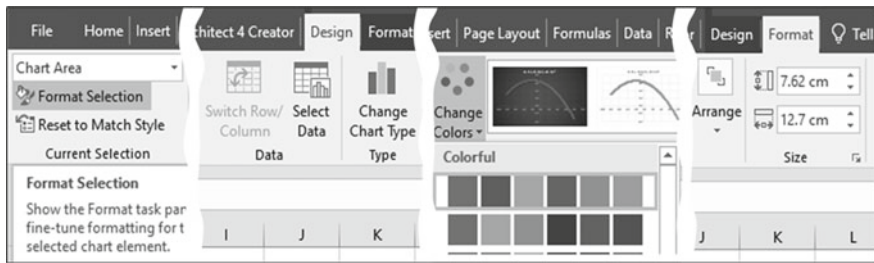 File Home Insert
Chart Area
Format Selection
Reset to Match Style
Current Selection
Format Selection
Show the Format task
fine-tune formatting for
selected chart element.
4 Creator Design Format
Switch Row/
Column
Select
Data
Data
Change
Chart Type
Type
I J K
Page Layout Formulas Data
Change
Colors
Colorful
Design Format Tell
Arrange
7.62 cm
12.7 cm
Size
J K L